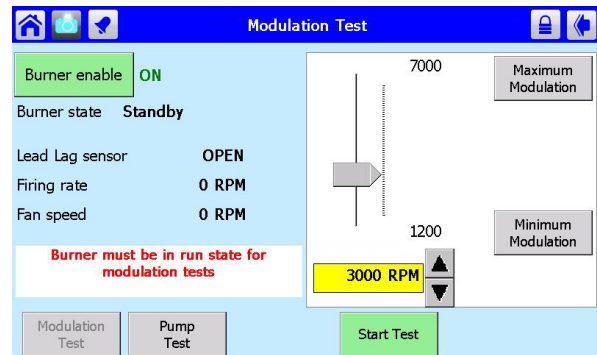 Modulation Test
Burner enable
ON
Burner state Standby
Lead Lag sensor OPEN
Firing rate 0 RPM
Fan speed 0 RPM
Burner must be in run state for
modulation tests
7000
1200
3000 RPM
Maximum
Modulation
Minimum
Modulation
Modulation
Test
Pump
Test
Start Test